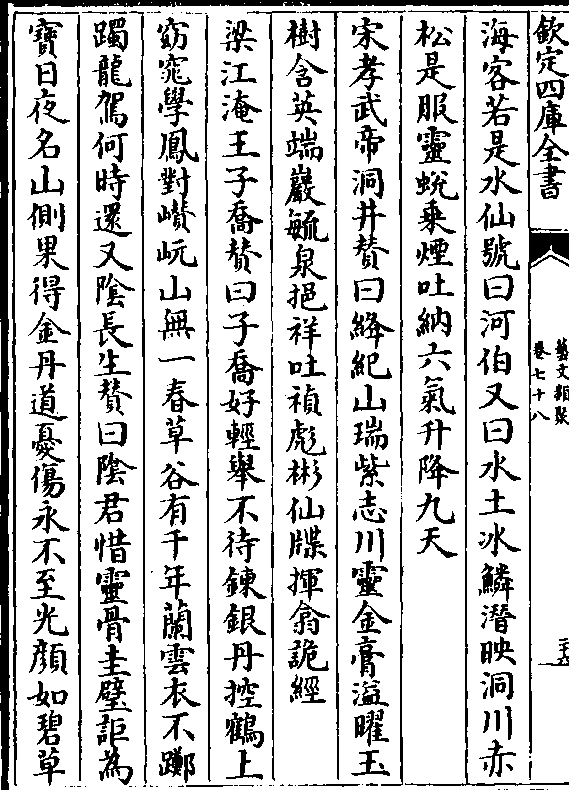 欽定四庫全書
藝文類聚
卷七十八
海客若是水仙號曰河伯又曰水土冰鱗潛映洞川赤
松是服靈蛻乗煙吐納六氣升降九天
宋孝武帝洞井賛曰絳紀山瑞紫志川靈金膏溢曜玉
樹含英端巖毓泉挹祥吐禎彪彬仙牒揮翕詭經
梁江淹王子喬賛曰子喬好輕舉不待鍊銀丹控鶴上
窈窕學鳳對巑岏山無一春草谷有千年蘭雲衣不躑
躅龍駕何時還又陰長生賛曰陰君惜靈骨圭璧詎為
寶日夜名山側果得金丹道憂傷永不至光顔如碧草